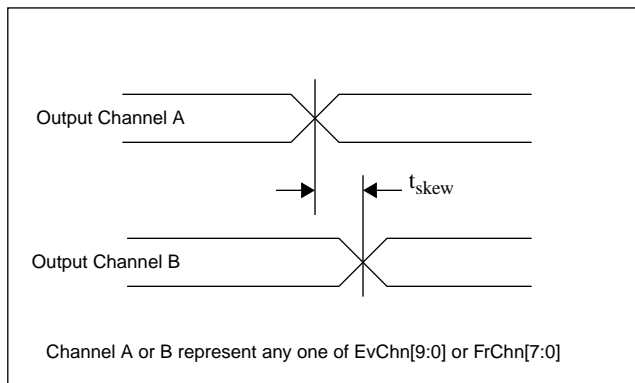 Output Channel A
tskew
Output Channel B
Channel A or B represent any one of EvChn[9:0] or FrChn[7:0]